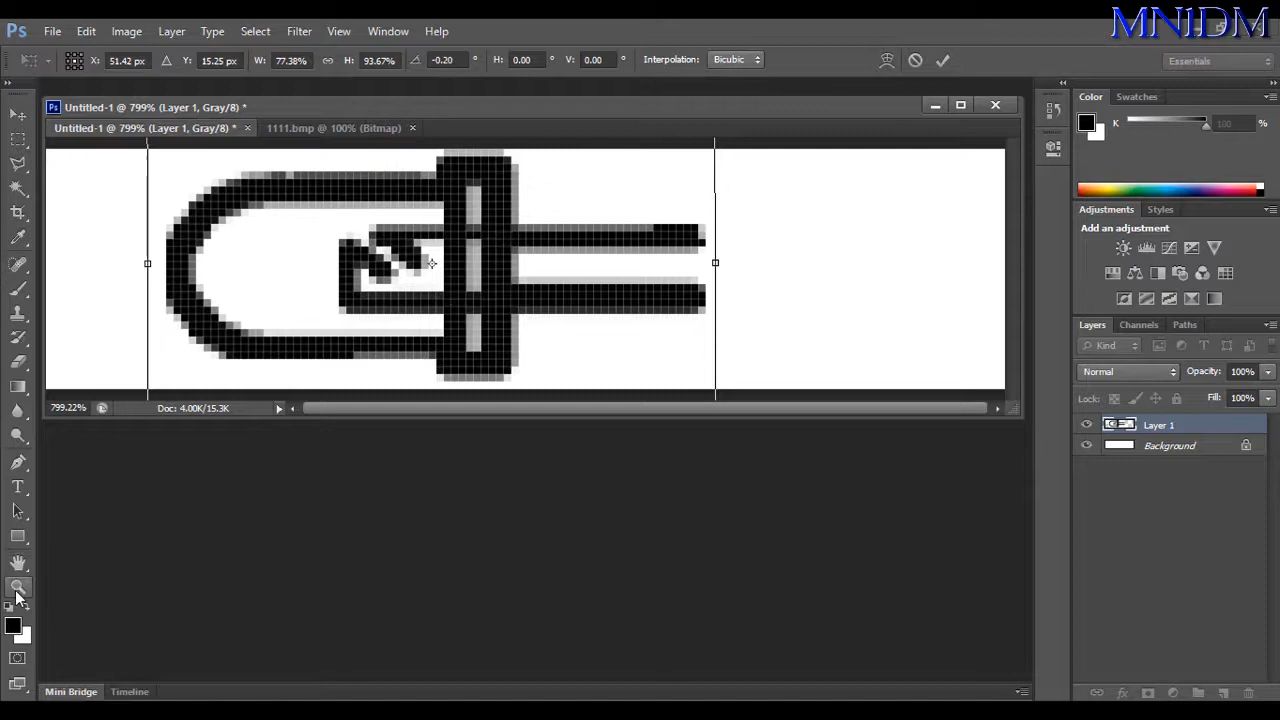 MN1DM
Ps File Edit Image Layer Type Select Filter View Window Help
X: 51.42 px Y: 15.25 px W: 77.38% H: 93.67% -0.20 ° H: 0.00 ° V: 0.00 ° Interpolation: Bicubic Essentials
Ps Untitled-1 @ 799% (Layer 1, Gray/8) *
Untitled-1 @ 799% (Layer 1, Gray/8) * × 1111.bmp @ 100% (Bitmap) ×
799.22% Doc: 4.00K/15.3K
Color Swatches
K 100 %
Adjustments Styles
Add an adjustment
Layers Channels Paths
Kind
Normal Opacity: 100%
Lock: Fill: 100%
Layer 1
Background
Mini Bridge Timeline